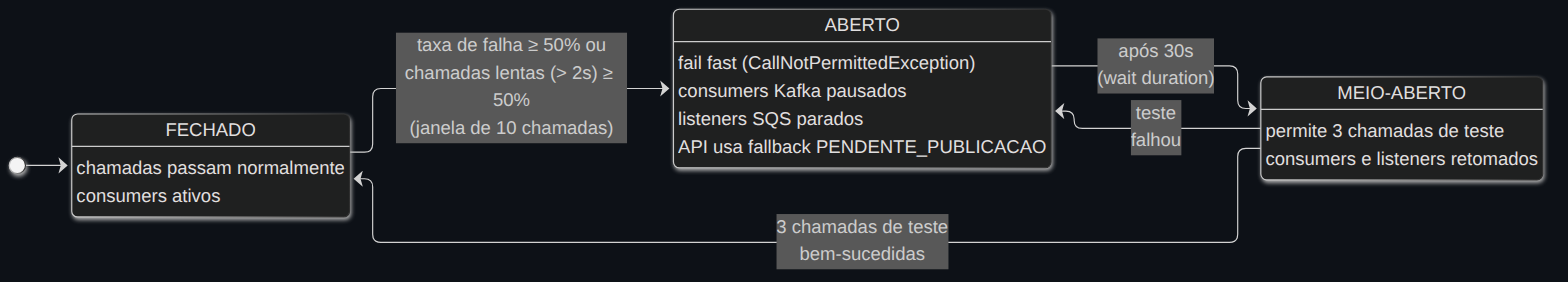 FECHADO
chamadas passam normalmente
consumers ativos
taxa de falha ≥ 50% ou
chamadas lentas (> 2s) ≥
50%
(janela de 10 chamadas)
ABERTO
fail fast (CallNotPermittedException)
consumers Kafka pausados
listeners SQS parados
API usa fallback PENDENTE_PUBLICACAO
após 30s
(wait duration)
teste
falhou
MEIO-ABERTO
permite 3 chamadas de teste
consumers e listeners retomados
3 chamadas de teste
bem-sucedidas